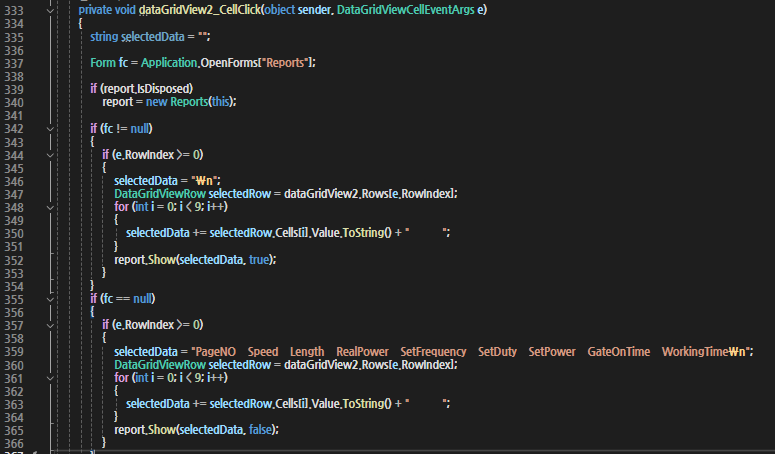 333 private void dataGridView2_CellClick(object sender, DataGridViewCellEventArgs e)
334 {
335 string selectedData = "";
336
337 Form fc = Application.OpenForms["Reports"];
338
339 if (report.IsDisposed)
340 report = new Reports(this);
341
342 if (fc != null)
343 {
344 if (e.RowIndex >= 0)
345 {
346 selectedData = "₩n";
347 DataGridViewRow selectedRow = dataGridView2.Rows[e.RowIndex];
348 for (int i = 0; i < 9; i++)
349 {
350 selectedData += selectedRow.Cells[i].Value.ToString() + "      ";
351 }
352 report.Show(selectedData, true);
353 }
354 }
355 if (fc == null)
356 {
357 if (e.RowIndex >= 0)
358 {
359 selectedData = "PageNO   Speed   Length   RealPower   SetFrequency   SetDuty   SetPower   GateOnTime   WorkingTime₩n";
360 DataGridViewRow selectedRow = dataGridView2.Rows[e.RowIndex];
361 for (int i = 0; i < 9; i++)
362 {
363 selectedData += selectedRow.Cells[i].Value.ToString() + "      ";
364 }
365 report.Show(selectedData, false);
366 }
367 }